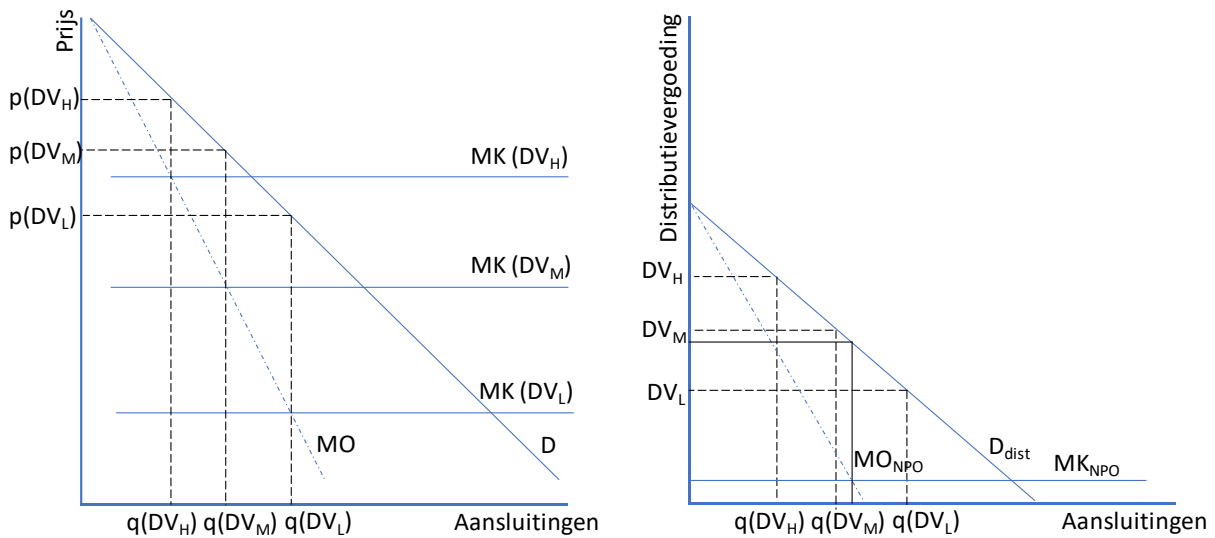 Prijs
p(DV_H)
p(DV_M)
p(DV_L)
MK (DV_H)
MK (DV_M)
MK (DV_L)
MO
D
q(DV_H) q(DV_M) q(DV_L) Aansluitingen
Distributievergoeding
DV_H
DV_M
DV_L
MO_NPO
D_dist
MK_NPO
q(DV_H) q(DV_M) q(DV_L) Aansluitingen